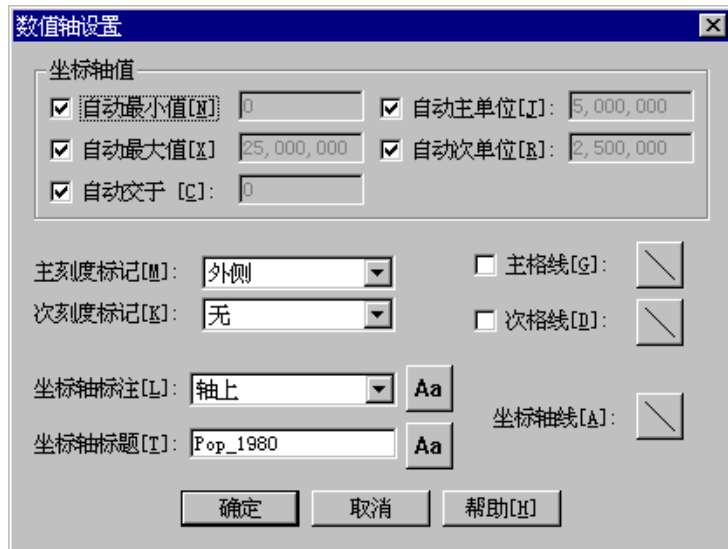 数值轴设置
坐标轴值
自动最小值[N] 0 自动主单位[J]: 5,000,000
自动最大值[X] 25,000,000 自动次单位[R]: 2,500,000
自动交于 [C]: 0
主刻度标记[M]: 外侧 主格线[G]:
次刻度标记[K]: 无 次格线[D]:
坐标轴标注[L]: 轴上 Aa
坐标轴线[A]:
坐标轴标题[T]: Pop_1980 Aa
确定 取消 帮助[H]